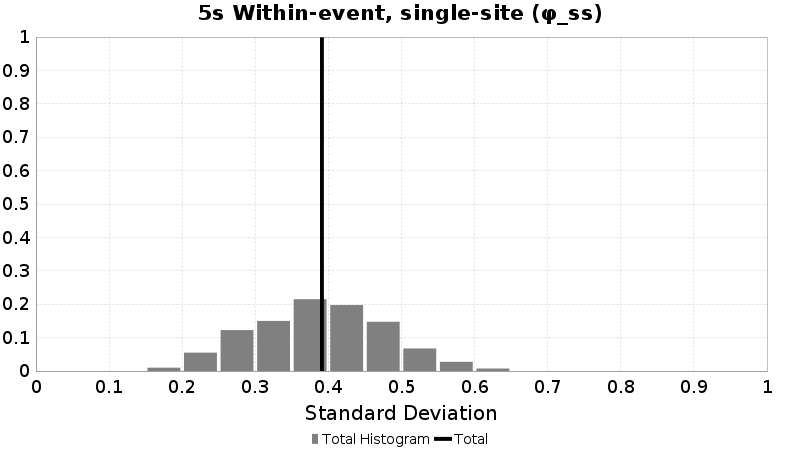 5s Within-event, single-site (φ_ss)
1
0.9
0.8
0.7
0.6
0.5
0.4
0.3
0.2
0.1
0
0 0.1 0.2 0.3 0.4 0.5 0.6 0.7 0.8 0.9 1
Standard Deviation
Total Histogram Total